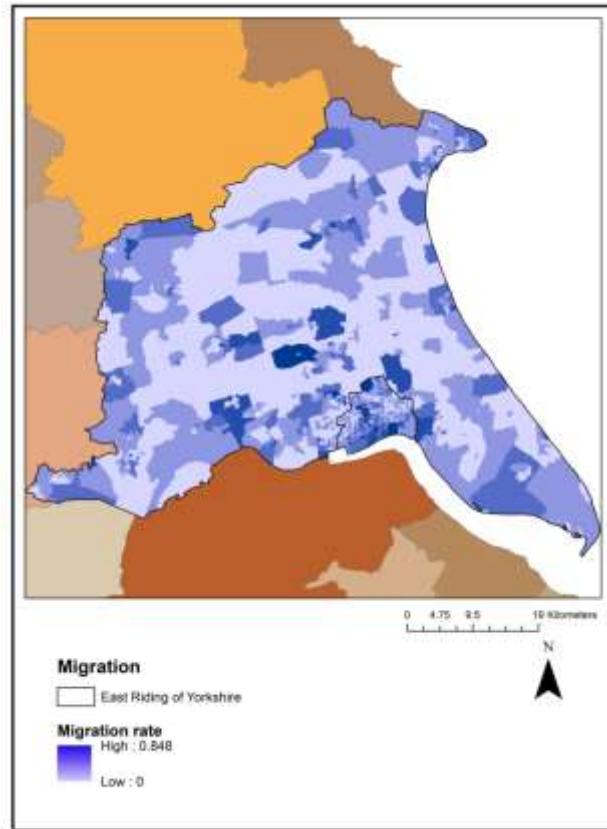 0 4.75 9.5 19 Kilometers
N
Migration
East Riding of Yorkshire
Migration rate
High : 0.848
Low : 0